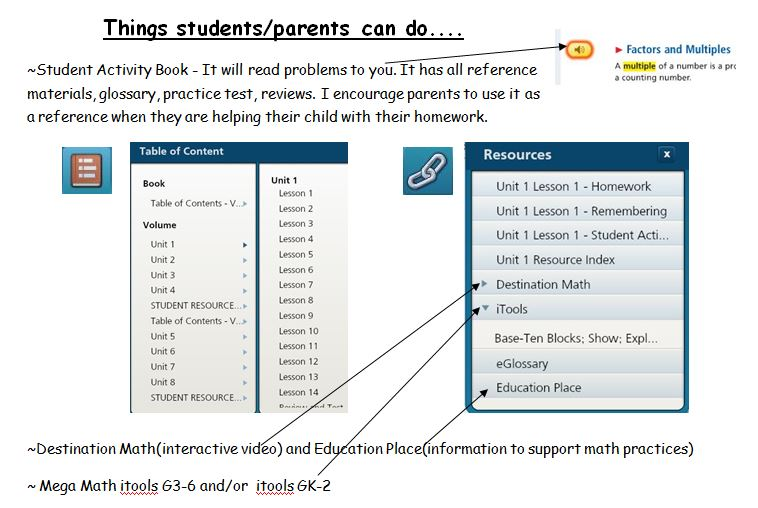 Things students/parents can do....
~Student Activity Book - It will read problems to you. It has all reference
materials, glossary, practice test, reviews. I encourage parents to use it as
a reference when they are helping their child with their homework.
► Factors and Multiples
A multiple of a number is a prc
a counting number.
Table of Content
Book
Table of Contents - V...
Volume
Unit 1
Unit 2
Unit 3
Unit 4
STUDENT RESOURCE...
Table of Contents - V...
Unit 5
Unit 6
Unit 7
Unit 8
STUDENT RESOURCE...
Unit 1
Lesson 1
Lesson 2
Lesson 3
Lesson 4
Lesson 5
Lesson 6
Lesson 7
Lesson 8
Lesson 9
Lesson 10
Lesson 11
Lesson 12
Lesson 13
Lesson 14
Review and Test
Resources x
Unit 1 Lesson 1 - Homework
Unit 1 Lesson 1 - Remembering
Unit 1 Lesson 1 - Student Acti...
Unit 1 Resource Index
Destination Math
iTools
Base-Ten Blocks; Show; Expl...
eGlossary
Education Place
~Destination Math(interactive video) and Education Place(information to support math practices)
~ Mega Math itools G3-6 and/or itools GK-2